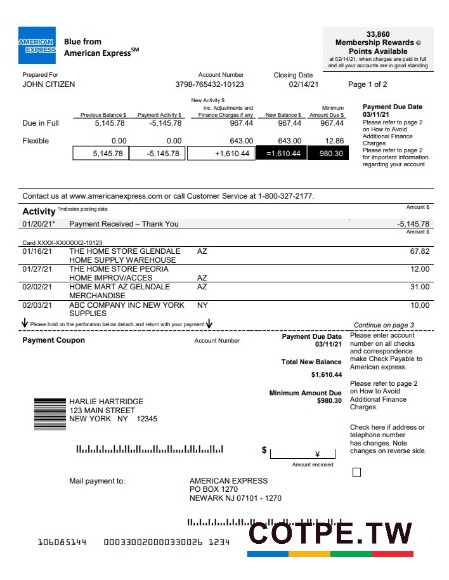 AMERICAN
EXPRESS
Blue from
American Express SM
33,860
Membership Rewards ®
Points Available
at 02/14/21, when charges are paid in full
and all your accounts are in good standing
Prepared For
JOHN CITIZEN
Account Number
3798-765432-10123
Closing Date
02/14/21
Page 1 of 2
New Activity $
Previous Balance $ Payment Activity $ Inc. Adjustments and Finance Charges if any New Balance $ Minimum Amount Due $
Due in Full 5,145.78 -5,145.78 967.44 967.44 967.44
Flexible 0.00 0.00 643.00 643.00 12.86
5,145.78 -5,145.78 +1,610.44 =1,610.44 980.30
Payment Due Date
03/11/21
Please refer to page 2
on How to Avoid
Additional Finance
Charges
Please refer to page 2
for important information
regarding your account
Contact us at www.americanexpress.com or call Customer Service at 1-800-327-2177.
Activity *Indicates posting date Amount $
01/20/21* Payment Received – Thank You -5,145.78
Amount $
Card XXXX-XXXXXX2-10123
01/16/21 THE HOME STORE GLENDALE AZ 67.82
HOME SUPPLY WAREHOUSE
01/27/21 THE HOME STORE PEORIA 12.00
HOME IMPROV/ACCES AZ
02/02/21 HOME MART AZ GELNDALE AZ 31.00
MERCHANDISE
02/03/21 ABC COMPANY INC NEW YORK NY 10.00
SUPPLIES
Please hold on the perforation below detach and return with your payment
Continue on page 3
Payment Coupon
Account Number
Payment Due Date
03/11/21
Total New Balance
$1,610.44
Minimum Amount Due
$980.30
Please enter account
number on all checks
and correspondence
make Check Payable to
American express.
Please refer to page 2
on How to Avoid
Additional Finance
Charges.
Check here if address or
telephone number
has changes. Note
changes on reverse side.
HARLIE HARTRIDGE
123 MAIN STREET
NEW YORK NY 12345
$ ¥
Amount enclosed
Mail payment to:
AMERICAN EXPRESS
PO BOX 1270
NEWARK NJ 07101 - 1270
106085144 000330020000330026 1234
COTPE.TW